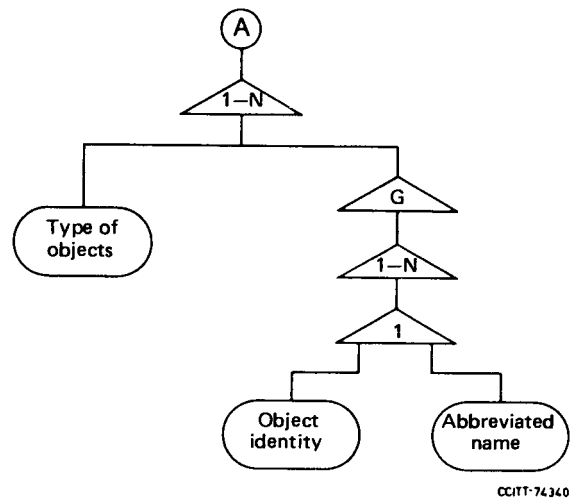 A
1–N
Type of
objects
G
1–N
1
Object
identity
Abbreviated
name
CCITT-74340